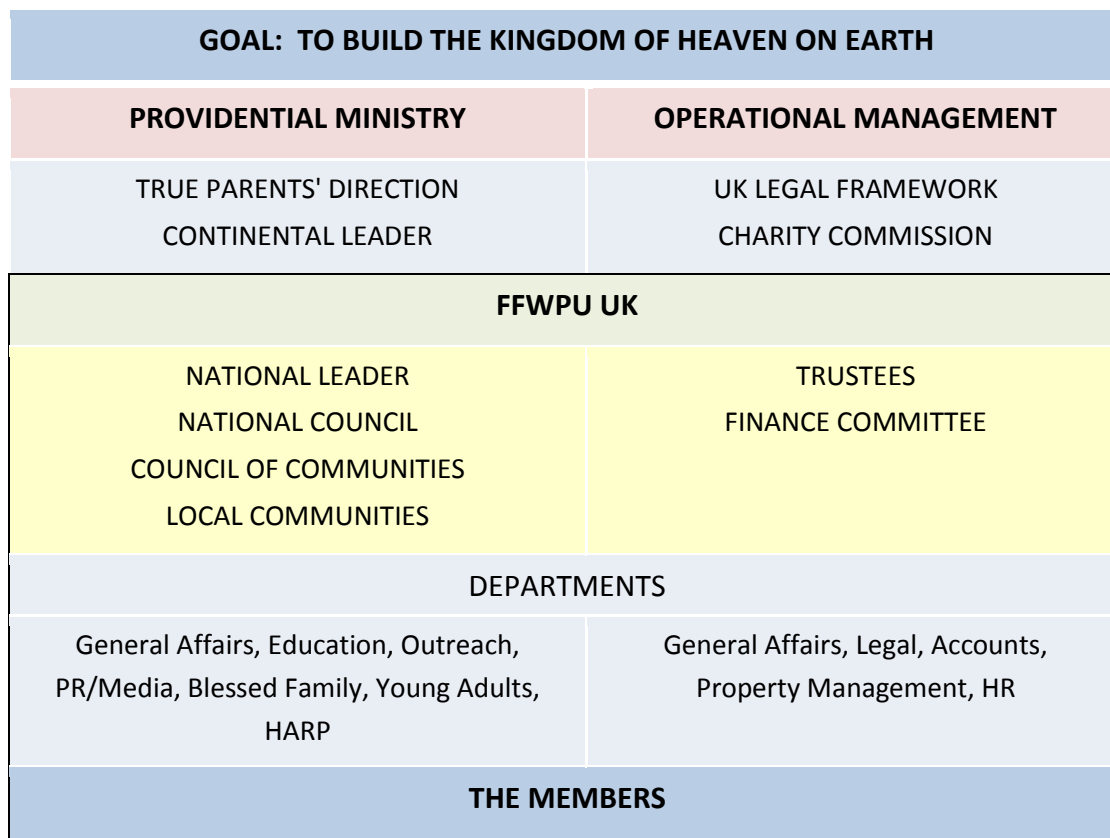 GOAL:  TO BUILD THE KINGDOM OF HEAVEN ON EARTH
PROVIDENTIAL MINISTRY
OPERATIONAL MANAGEMENT
TRUE PARENTS' DIRECTION
CONTINENTAL LEADER
UK LEGAL FRAMEWORK
CHARITY COMMISSION
FFWPU UK
NATIONAL LEADER
NATIONAL COUNCIL
COUNCIL OF COMMUNITIES
LOCAL COMMUNITIES
TRUSTEES
FINANCE COMMITTEE
DEPARTMENTS
General Affairs, Education, Outreach,
PR/Media, Blessed Family, Young Adults,
HARP
General Affairs, Legal, Accounts,
Property Management, HR
THE MEMBERS